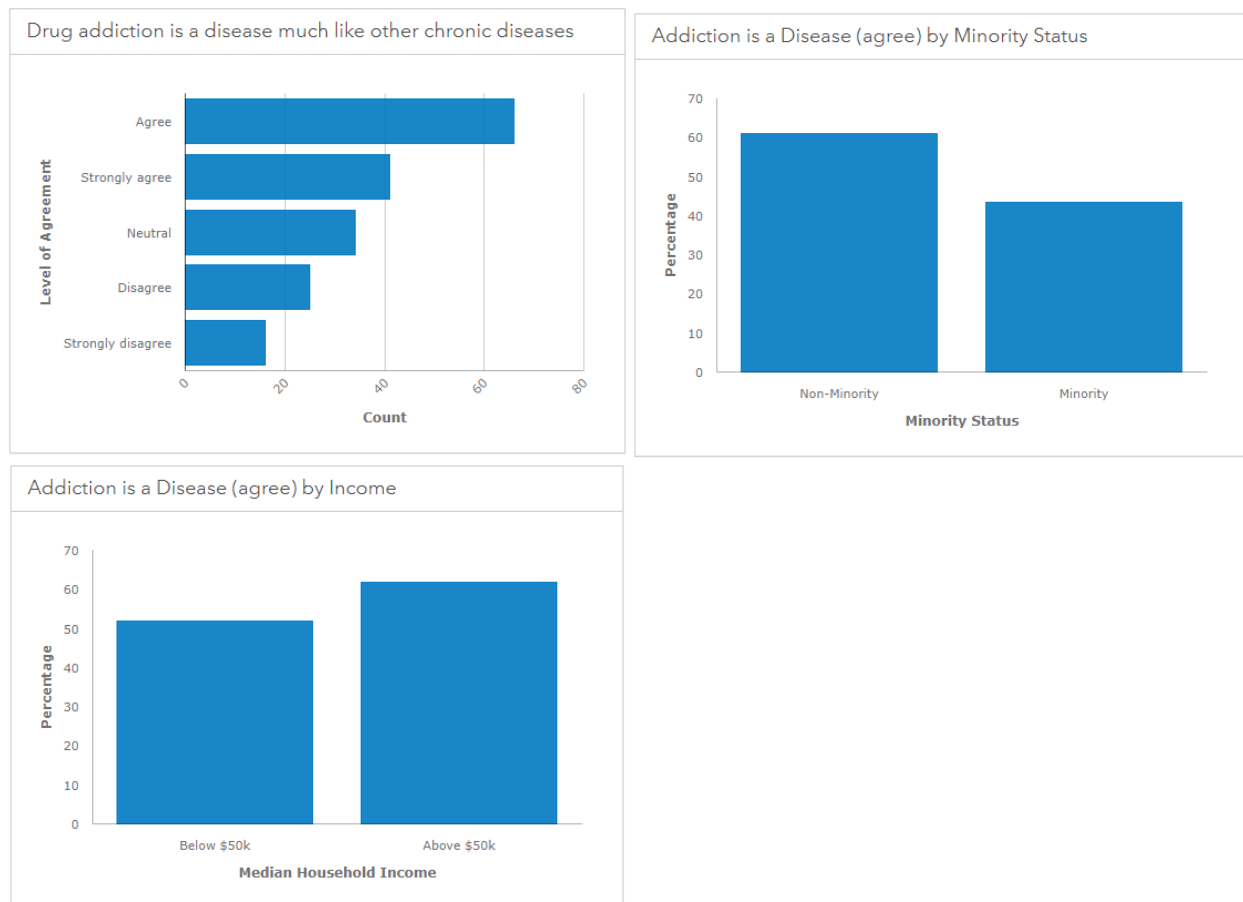 Drug addiction is a disease much like other chronic diseases
Level of Agreement
Agree
Strongly agree
Neutral
Disagree
Strongly disagree
0
20
40
60
80
Count
Addiction is a Disease (agree) by Minority Status
Percentage
70
60
50
40
30
20
10
0
Non-Minority
Minority
Minority Status
Addiction is a Disease (agree) by Income
Percentage
70
60
50
40
30
20
10
0
Below $50k
Above $50k
Median Household Income